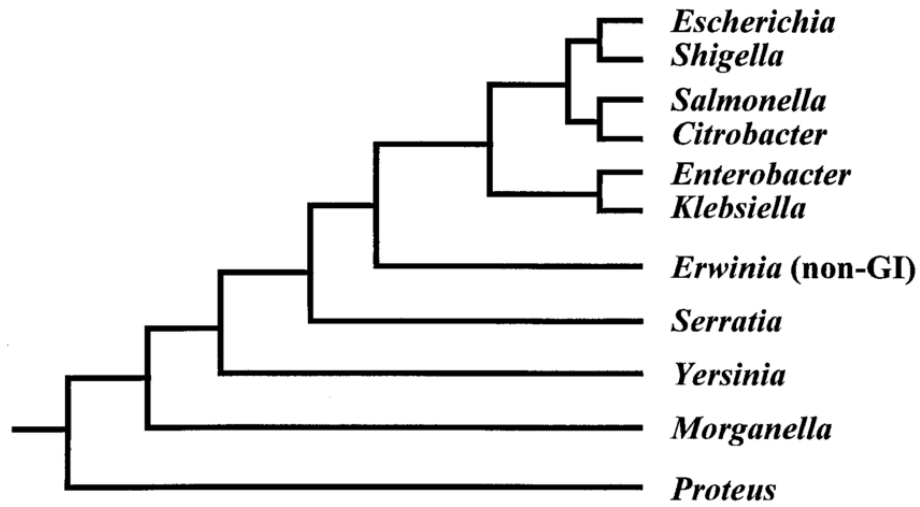 Escherichia
Shigella
Salmonella
Citrobacter
Enterobacter
Klebsiella
Erwinia (non-GI)
Serratia
Yersinia
Morganella
Proteus